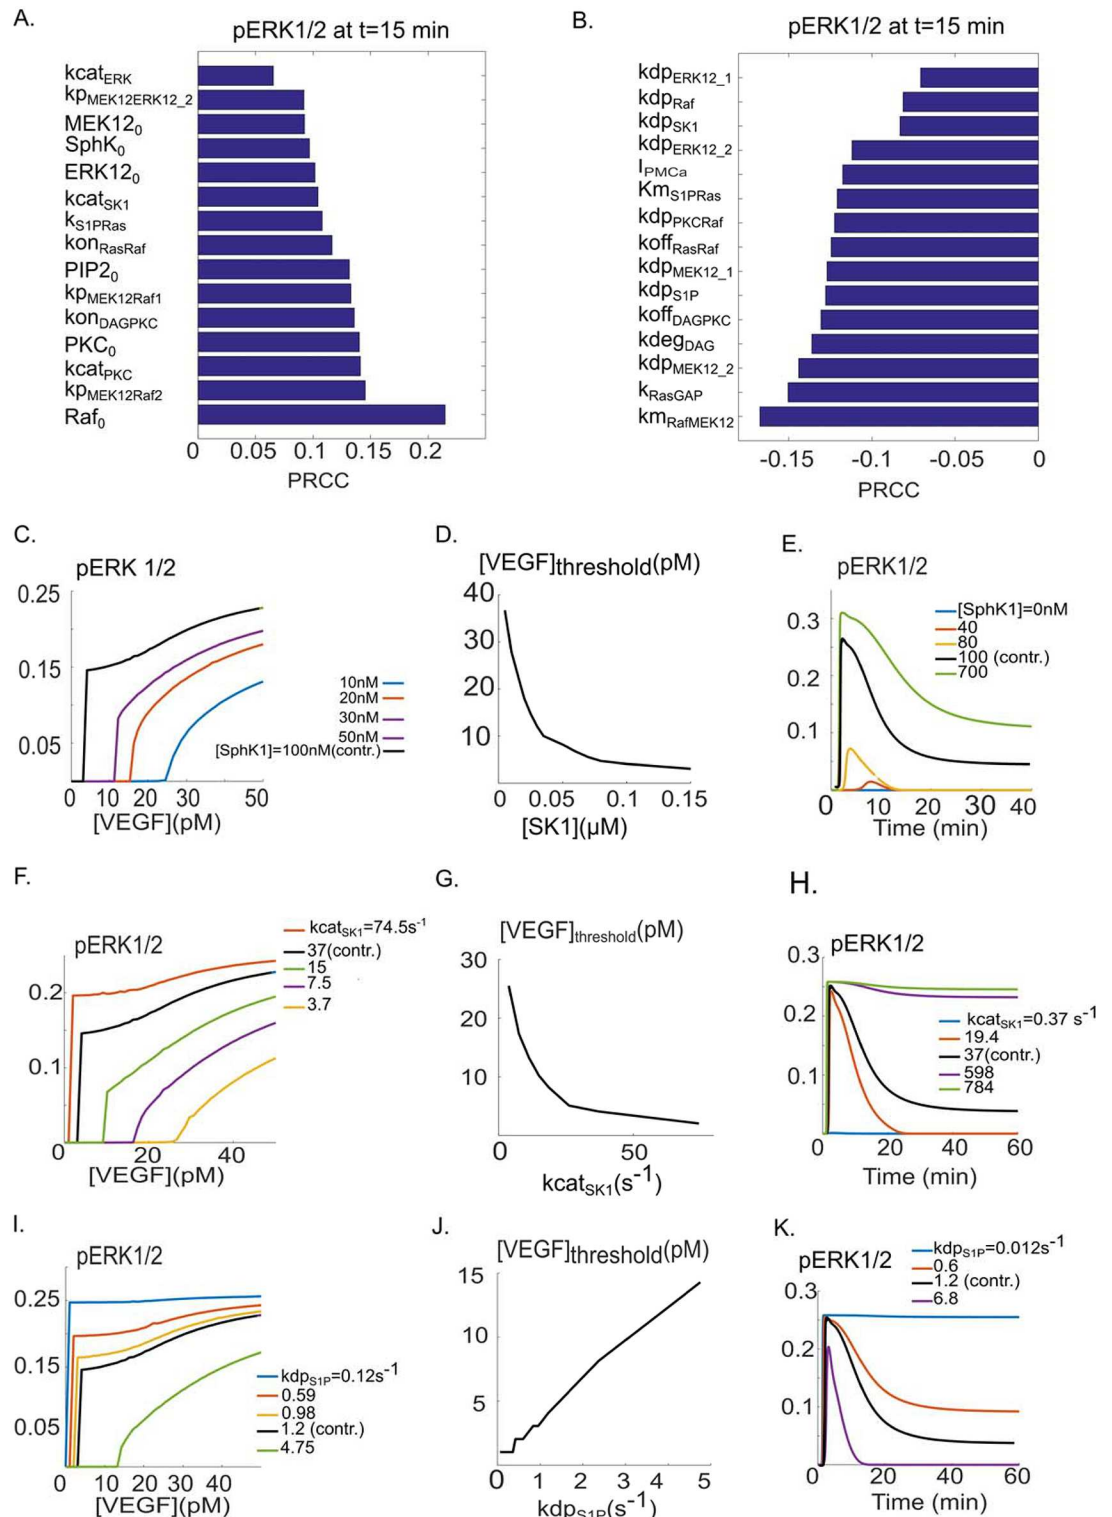 A.
pERK1/2 at t=15 min
kcatERK
kpMEK12ERK12_2
MEK120
SphK0
ERK120
kcatSK1
kS1PRas
konRasRaf
PIP20
kpMEK12Raf1
konDAGPKC
PKC0
kcatPKC
kpMEK12Raf2
Raf0
0 0.05 0.1 0.15 0.2
PRCC
B.
pERK1/2 at t=15 min
kdpERK12_1
kdpRaf
kdpSK1
kdpERK12_2
IPMCa
KmS1PRas
kdpPKCRaf
koffRasRaf
kdpMEK12_1
kdpS1P
koffDAGPKC
kdegDAG
kdpMEK12_2
kRasGAP
kmRafMEK12
-0.15 -0.1 -0.05 0
PRCC
C.
pERK 1/2
0.25
0.15
0.05
10nM
20nM
30nM
50nM
[SphK1]=100nM(contr.)
0 10 20 30 50
[VEGF](pM)
D.
[VEGF]threshold(pM)
40
30
20
10
0 0.05 0.1 0.15
[SK1](µM)
E.
pERK1/2
0.3
0.2
0.1
[SphK1]=0nM
40
80
100 (contr.)
700
0 10 20 30 40
Time (min)
F.
pERK1/2
0.2
0.1
kcatSK1=74.5s-1
37(contr.)
15
7.5
3.7
0 20 40
[VEGF](pM)
G.
[VEGF]threshold(pM)
30
20
10
0 50
kcatSK1(s-1)
H.
pERK1/2
0.3
0.2
0.1
kcatSK1=0.37 s-1
19.4
37(contr.)
598
784
0 20 40 60
Time (min)
I.
pERK1/2
0.25
0.15
0.05
kdpS1P=0.12s-1
0.59
0.98
1.2 (contr.)
4.75
0 10 20 30 40
[VEGF](pM)
J.
[VEGF]threshold(pM)
15
10
5
0 1 2 3 4 5
kdpS1P(s-1)
K.
pERK1/2
0.3
0.2
0.1
0
kdpS1P=0.012s-1
0.6
1.2 (contr.)
6.8
0 20 40 60
Time (min)